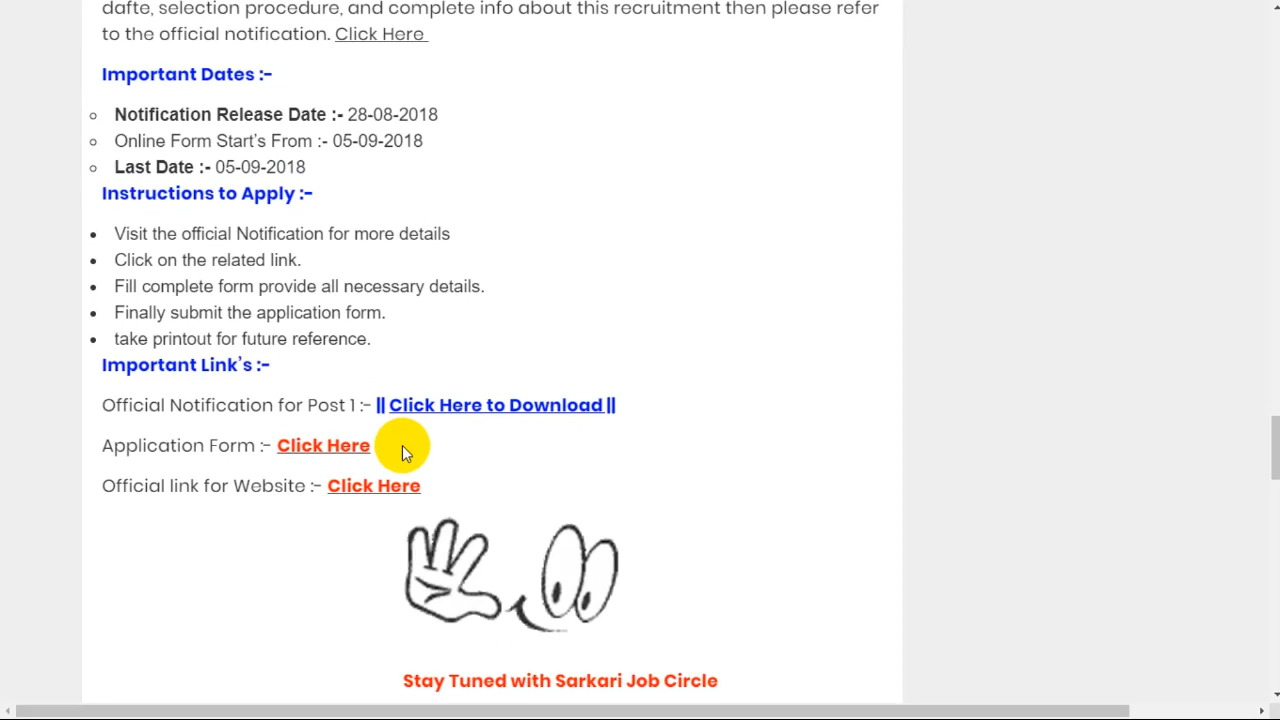 dafte, selection procedure, and complete info about this recruitment then please refer
to the official notification. Click Here
Important Dates :-
Notification Release Date :- 28-08-2018
Online Form Start’s From :- 05-09-2018
Last Date :- 05-09-2018
Instructions to Apply :-
Visit the official Notification for more details
Click on the related link.
Fill complete form provide all necessary details.
Finally submit the application form.
take printout for future reference.
Important Link’s :-
Official Notification for Post 1 :- || Click Here to Download ||
Application Form :- Click Here
Official link for Website :- Click Here
Stay Tuned with Sarkari Job Circle